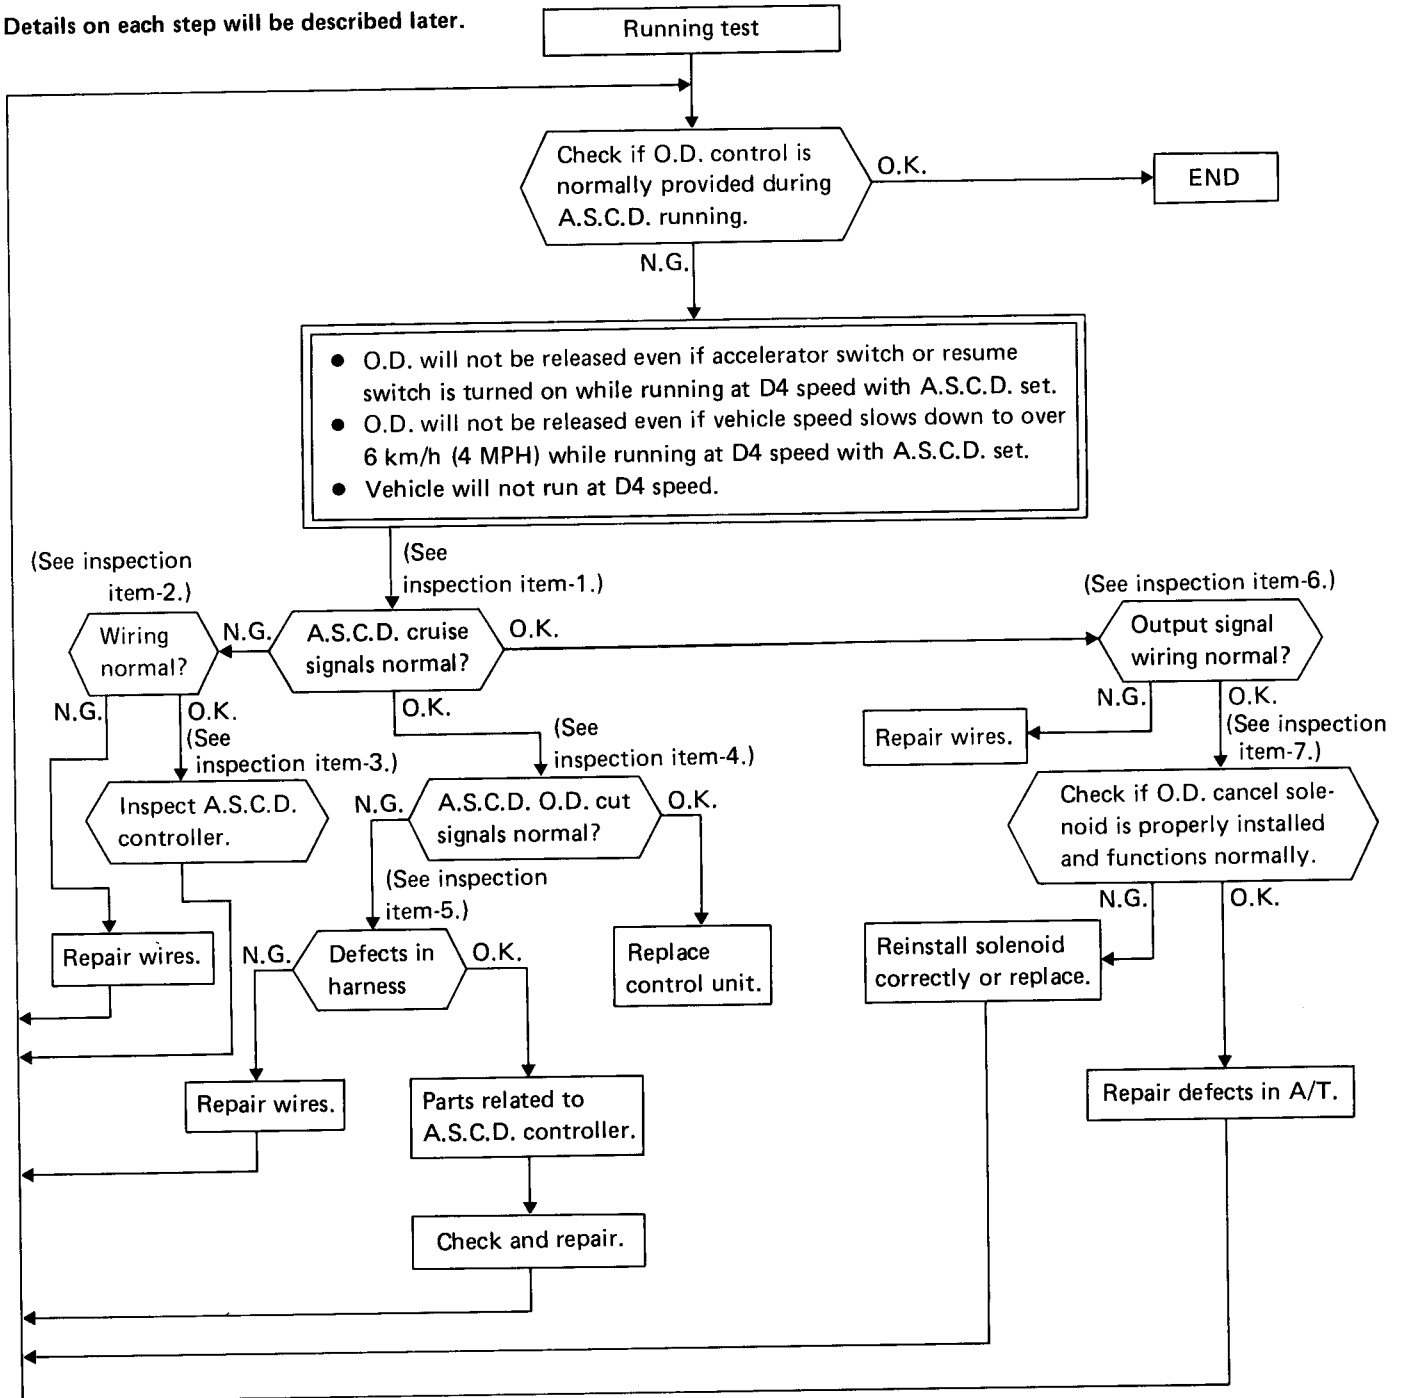 Details on each step will be described later.
Running test
Check if O.D. control is
normally provided during
A.S.C.D. running.
O.K.
END
N.G.
● O.D. will not be released even if accelerator switch or resume
switch is turned on while running at D4 speed with A.S.C.D. set.
● O.D. will not be released even if vehicle speed slows down to over
6 km/h (4 MPH) while running at D4 speed with A.S.C.D. set.
● Vehicle will not run at D4 speed.
(See inspection
item-2.)
(See
inspection item-1.)
(See inspection item-6.)
Wiring
normal?
N.G.
A.S.C.D. cruise
signals normal?
O.K.
Output signal
wiring normal?
N.G.
O.K.
(See
inspection item-3.)
O.K.
(See
inspection item-4.)
N.G.
O.K.
(See inspection
item-7.)
Repair wires.
Inspect A.S.C.D.
controller.
N.G.
A.S.C.D. O.D. cut
signals normal?
O.K.
Check if O.D. cancel sole-
noid is properly installed
and functions normally.
(See inspection
item-5.)
N.G.
O.K.
Repair wires.
N.G.
Defects in
harness
O.K.
Replace
control unit.
Reinstall solenoid
correctly or replace.
Repair wires.
Parts related to
A.S.C.D. controller.
Repair defects in A/T.
Check and repair.